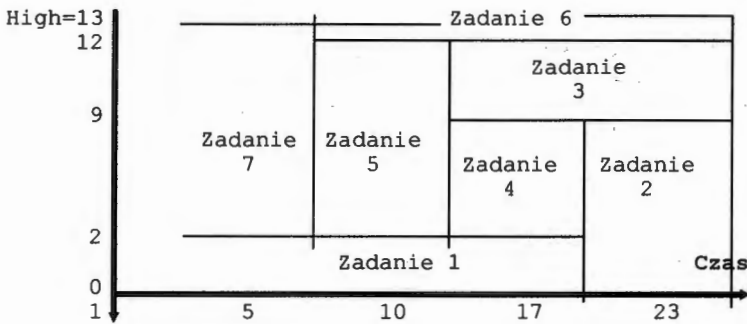 High=13
Zadanie 6
12
Zadanie
3
9
Zadanie
7
Zadanie
5
Zadanie
4
Zadanie
2
2
Zadanie 1
Czas
0
1
5
10
17
23